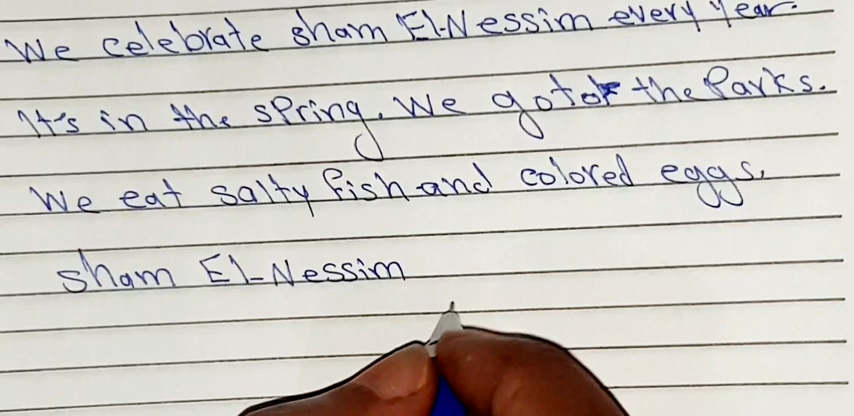 We celebrate sham El-Nessim every year.
It's in the spring. We go to the Parks.
We eat salty fish and colored eggs.
sham El-Nessim